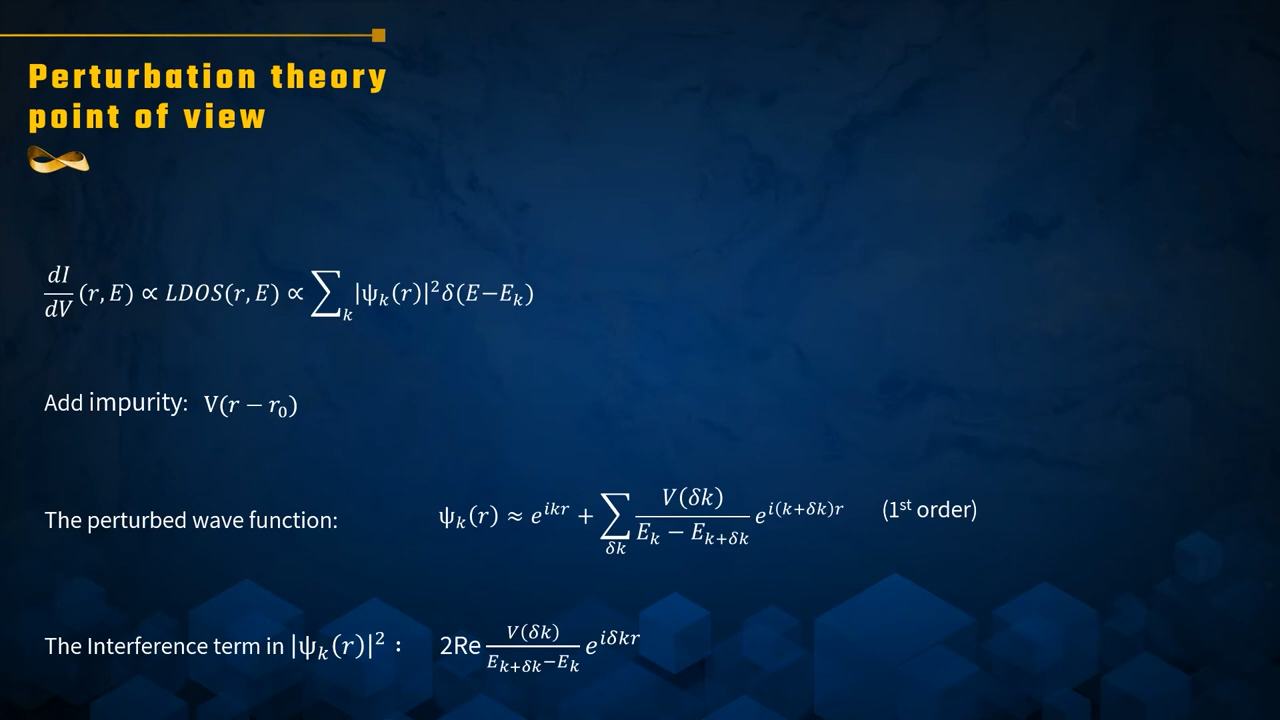 Perturbation theory
point of view
dI/dV (r, E) ∝ LDOS(r, E) ∝ ∑_k |ψ_k(r)|² δ(E−E_k)
Add impurity: V(r − r₀)
The perturbed wave function: ψ_k(r) ≈ e^{ikr} + ∑_{δk} V(δk)/(E_k − E_{k+δk}) e^{i(k+δk)r} (1st order)
The Interference term in |ψ_k(r)|² : 2Re V(δk)/(E_{k+δk}−E_k) e^{iδkr}